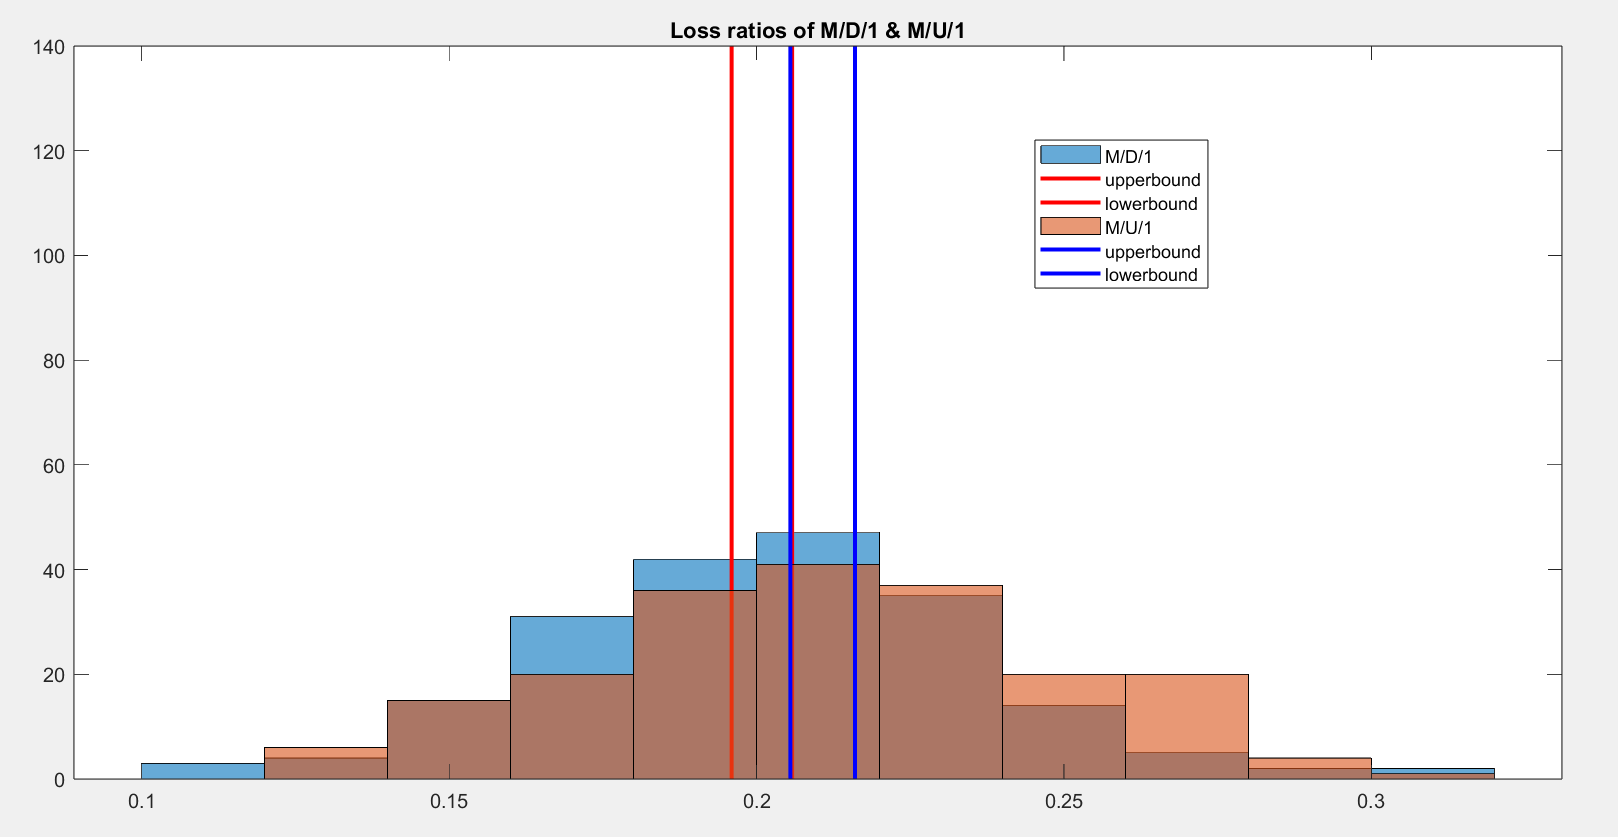 Loss ratios of M/D/1 & M/U/1
140
120
100
80
60
40
20
0
M/D/1
upperbound
lowerbound
M/U/1
upperbound
lowerbound
0.1 0.15 0.2 0.25 0.3